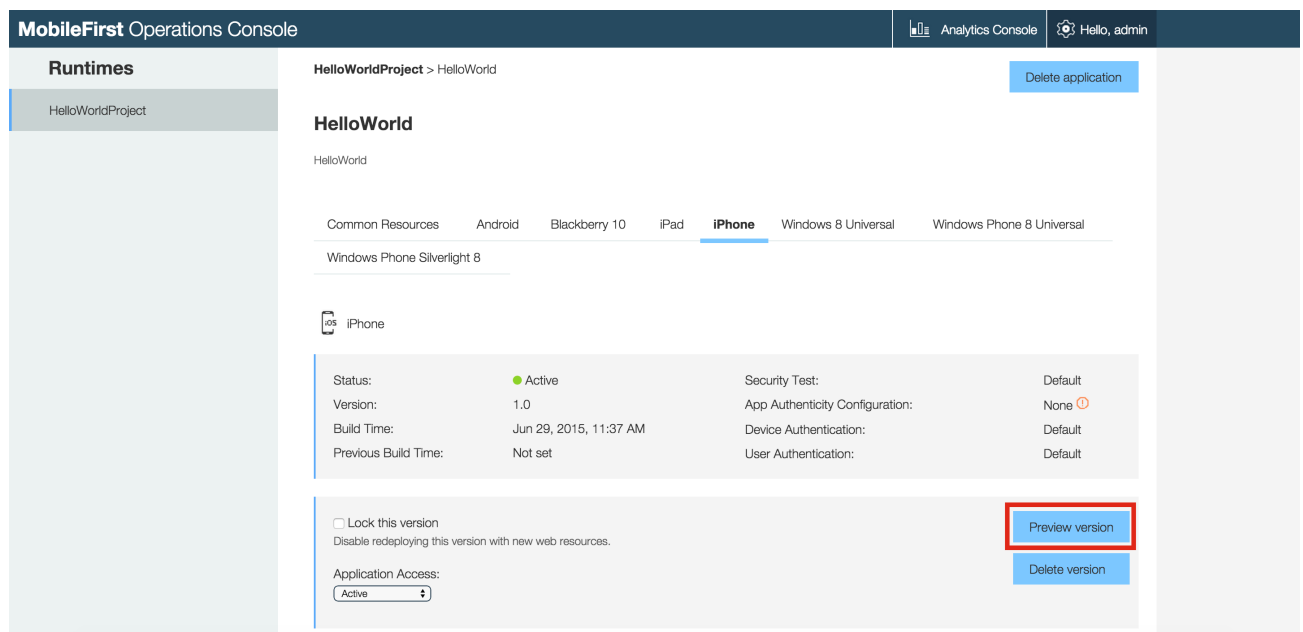 MobileFirst Operations Console
Analytics Console
Hello, admin
Runtimes
HelloWorldProject
HelloWorldProject > HelloWorld
Delete application
HelloWorld
HelloWorld
Common Resources Android Blackberry 10 iPad iPhone Windows 8 Universal Windows Phone 8 Universal
Windows Phone Silverlight 8
iOS iPhone
Status: Active Security Test: Default
Version: 1.0 App Authenticity Configuration: None
Build Time: Jun 29, 2015, 11:37 AM Device Authentication: Default
Previous Build Time: Not set User Authentication: Default
Lock this version
Preview version
Disable redeploying this version with new web resources.
Delete version
Application Access:
Active